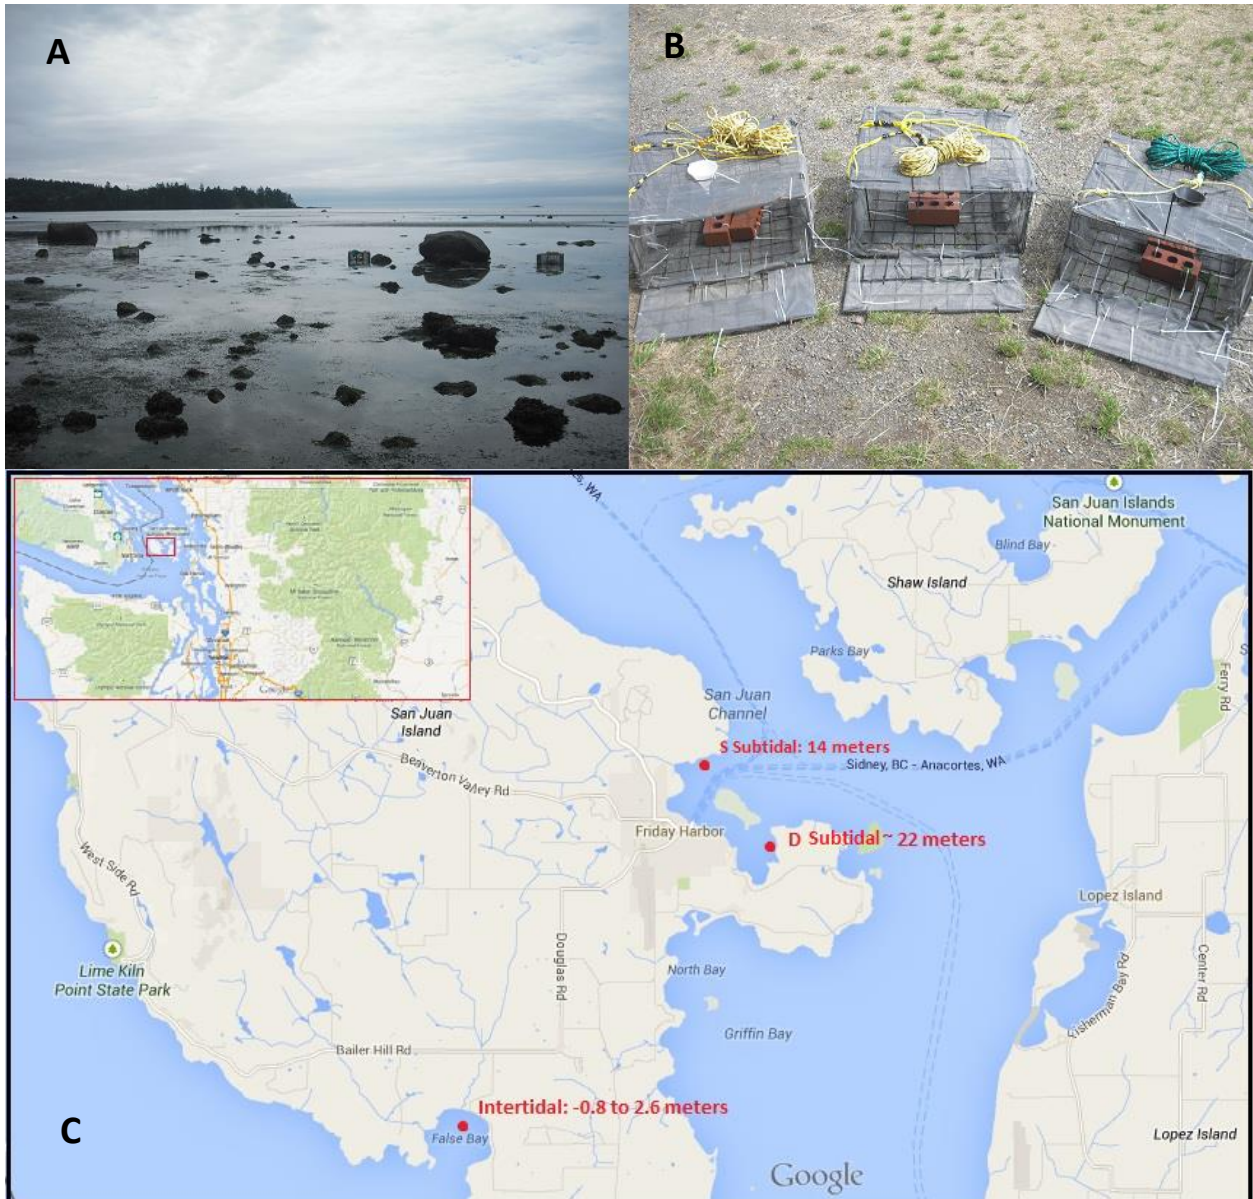 A
B
es, WA
San Juan Islands
National Monument
Blind Bay
Shaw Island
Parks Bay
Ferry Rd
S
San Juan
Channel
San Juan
Island
S Subtidal: 14 meters
Sidney, BC - Anacortes, WA
Beaverton Valley Rd
Friday Harbor
D Subtidal ~ 22 meters
West Side Rd
Lopez Island
Lime Kiln
Point State Park
Douglas Rd
North Bay
Center Rd
Fisherman Bay Rd
Griffin Bay
Bailer Hill Rd
Intertidal: -0.8 to 2.6 meters
C
False Bay
Lopez Island
Google
Google